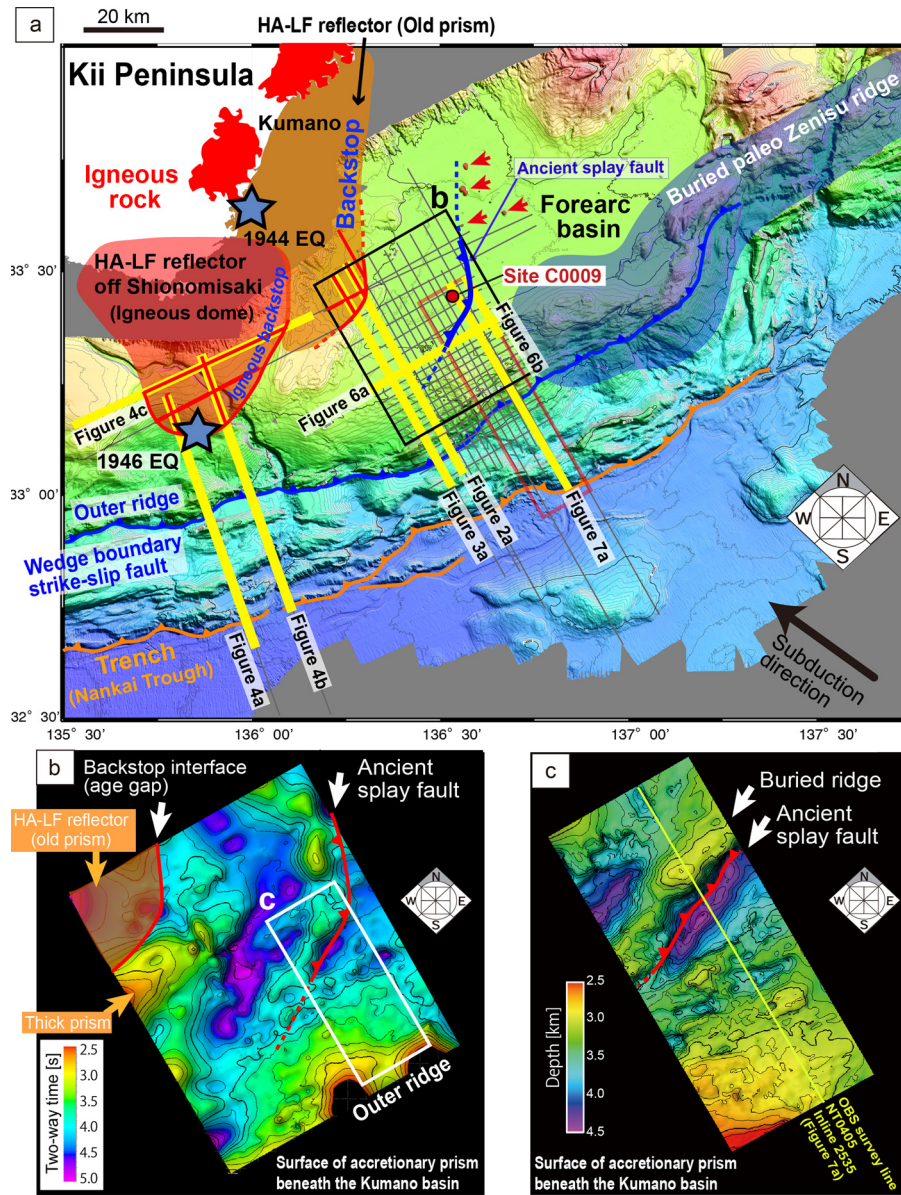 a
20 km
HA-LF reflector (Old prism)
Kii Peninsula
Kumano
Backstop
Igneous
rock
1944 EQ
Ancient splay fault
b
Forearc
basin
Buried paleo Zenisu ridge
33° 30'
HA-LF reflector
off Shionomisaki
(Igneous dome)
Igneous backstop
Site C0009
Figure 6b
Figure 6a
Figure 4c
1946 EQ
33° 00'
Outer ridge
Wedge boundary
strike-slip fault
Figure 3a
Figure 2a
Figure 7a
N
W E
S
Trench
(Nankai Trough)
Figure 4a
Figure 4b
Subduction
direction
32° 30'
135° 30'
136° 00'
136° 30'
137° 00'
137° 30'
b
Backstop interface
(age gap)
Ancient
splay fault
HA-LF reflector
(old prism)
N
W E
S
c
Thick prism
Two-way time [s]
2.5
3.0
3.5
4.0
4.5
5.0
Outer ridge
Surface of accretionary prism
beneath the Kumano basin
c
Buried ridge
Ancient
splay fault
N
W E
S
Depth [km]
2.5
3.0
3.5
4.0
4.5
OBS survey line
NT0405
Inline 2535
(Figure 7a)
Surface of accretionary prism
beneath the Kumano basin